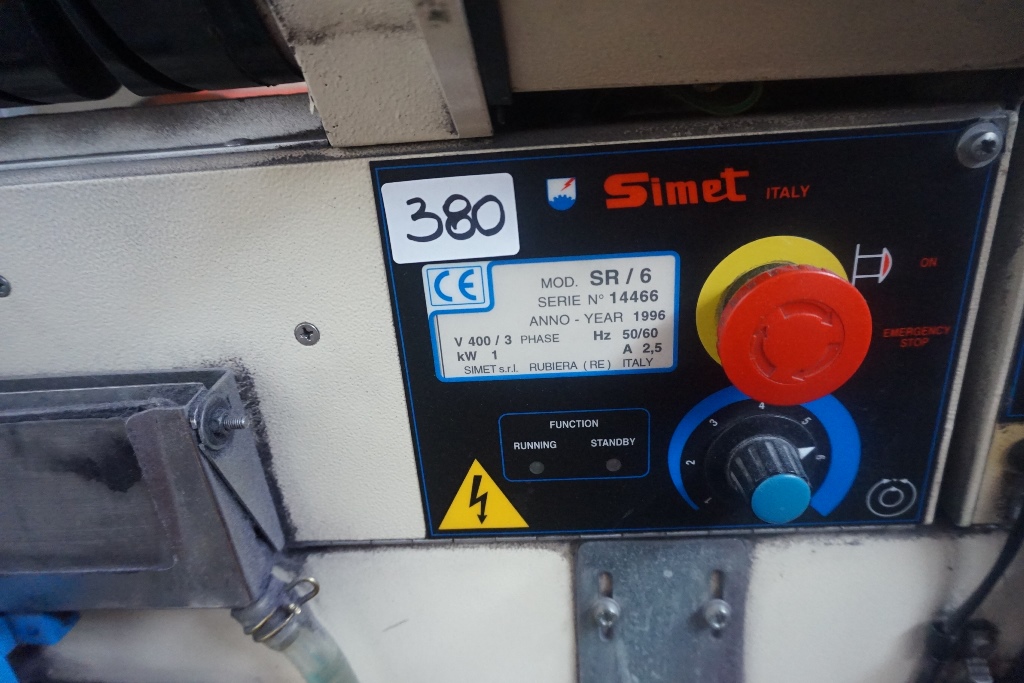 380
Simet ITALY
CE
MOD. SR / 6
SERIE N° 14466
ANNO - YEAR 1996
V 400 / 3 PHASE Hz 50/60
kW 1 A 2,5
SIMET s.r.l. RUBIERA (RE) ITALY
ON
EMERGENCY
STOP
FUNCTION
RUNNING STANDBY
1 2 3 4 5 6